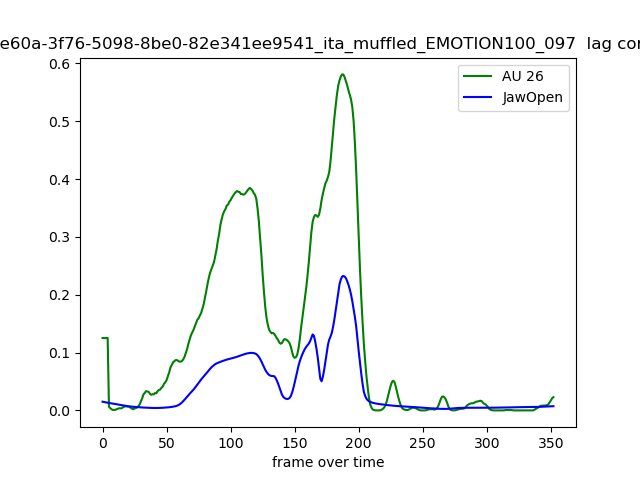 e60a-3f76-5098-8be0-82e341ee9541_ita_muffled_EMOTION100_097 lag cor
AU 26
JawOpen
0.6
0.5
0.4
0.3
0.2
0.1
0.0
0 50 100 150 200 250 300 350
frame over time